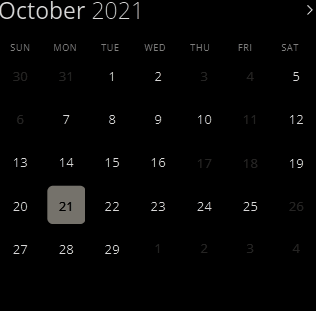 October 2021
SUN MON TUE WED THU FRI SAT
30 31 1 2 3 4 5
6 7 8 9 10 11 12
13 14 15 16 17 18 19
20 21 22 23 24 25 26
27 28 29 1 2 3 4